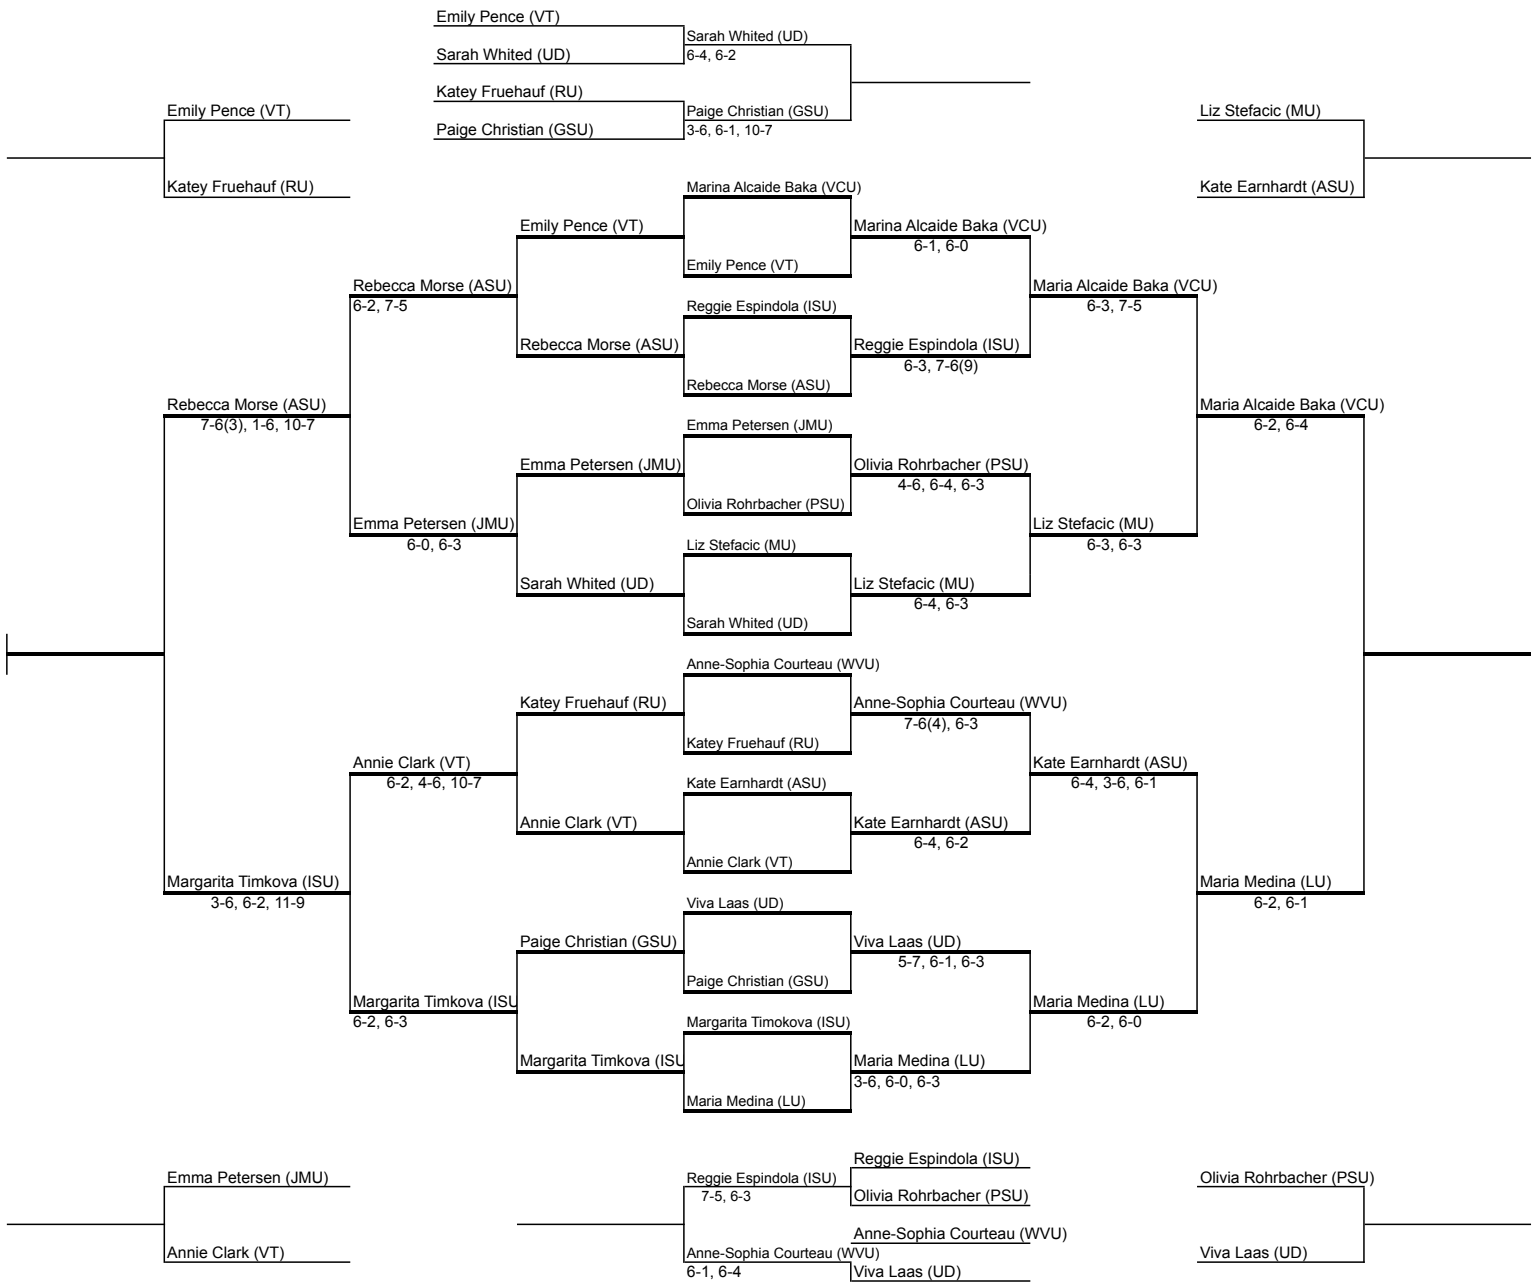 Emily Pence (VT)
Sarah Whited (UD)
Sarah Whited (UD)
6-4, 6-2
Katey Fruehauf (RU)
Paige Christian (GSU)
Paige Christian (GSU)
3-6, 6-1, 10-7
Emily Pence (VT)
Katey Fruehauf (RU)
Liz Stefacic (MU)
Kate Earnhardt (ASU)
Marina Alcaide Baka (VCU)
Emily Pence (VT)
Marina Alcaide Baka (VCU)
6-1, 6-0
Emily Pence (VT)
Rebecca Morse (ASU)
6-2, 7-5
Maria Alcaide Baka (VCU)
6-3, 7-5
Reggie Espindola (ISU)
Rebecca Morse (ASU)
Reggie Espindola (ISU)
6-3, 7-6(9)
Rebecca Morse (ASU)
Rebecca Morse (ASU)
7-6(3), 1-6, 10-7
Maria Alcaide Baka (VCU)
6-2, 6-4
Emma Petersen (JMU)
Emma Petersen (JMU)
Olivia Rohrbacher (PSU)
4-6, 6-4, 6-3
Olivia Rohrbacher (PSU)
Emma Petersen (JMU)
6-0, 6-3
Liz Stefacic (MU)
6-3, 6-3
Liz Stefacic (MU)
Sarah Whited (UD)
Liz Stefacic (MU)
6-4, 6-3
Sarah Whited (UD)
Anne-Sophia Courteau (WVU)
Katey Fruehauf (RU)
Anne-Sophia Courteau (WVU)
7-6(4), 6-3
Katey Fruehauf (RU)
Annie Clark (VT)
6-2, 4-6, 10-7
Kate Earnhardt (ASU)
6-4, 3-6, 6-1
Kate Earnhardt (ASU)
Annie Clark (VT)
Kate Earnhardt (ASU)
6-4, 6-2
Annie Clark (VT)
Margarita Timkova (ISU)
3-6, 6-2, 11-9
Maria Medina (LU)
6-2, 6-1
Viva Laas (UD)
Paige Christian (GSU)
Viva Laas (UD)
5-7, 6-1, 6-3
Paige Christian (GSU)
Margarita Timkova (ISU
6-2, 6-3
Maria Medina (LU)
6-2, 6-0
Margarita Timokova (ISU)
Margarita Timkova (ISU
Maria Medina (LU)
3-6, 6-0, 6-3
Maria Medina (LU)
Emma Petersen (JMU)
Annie Clark (VT)
Reggie Espindola (ISU)
Reggie Espindola (ISU)
7-5, 6-3
Olivia Rohrbacher (PSU)
Anne-Sophia Courteau (WVU)
Anne-Sophia Courteau (WVU)
6-1, 6-4
Viva Laas (UD)
Olivia Rohrbacher (PSU)
Viva Laas (UD)